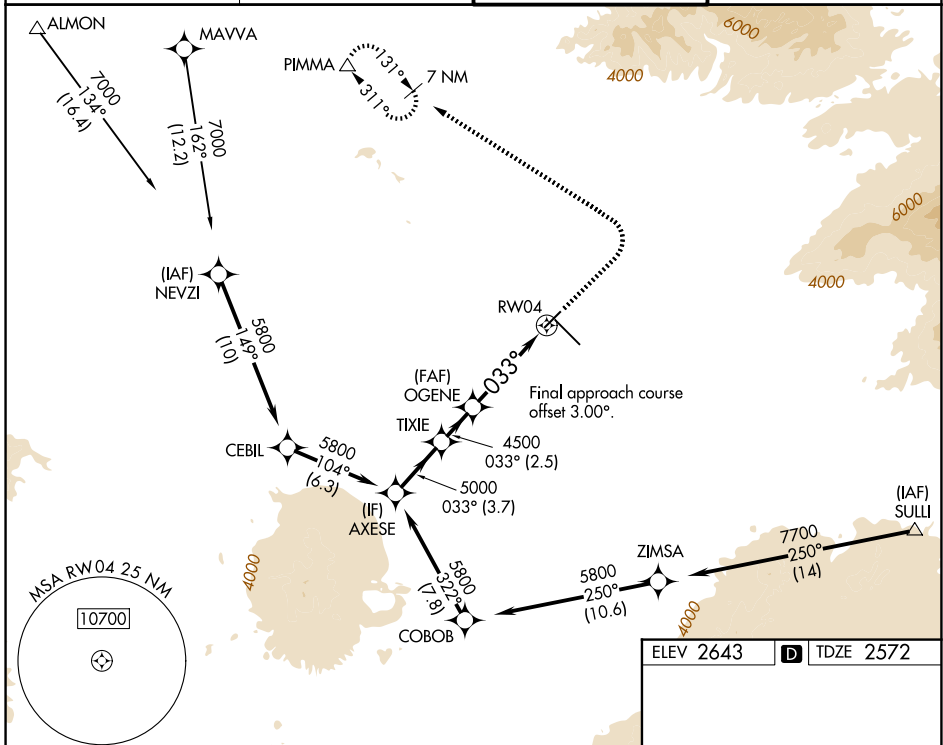 ALMON
MAVVA
PIMMA
131°
311°
7 NM
6000
4000
7000
134°
(16.4)
7000
162°
(12.2)
6000
4000
(IAF)
NEVZI
RW04
5800
149°
(10)
033°
(FAF)
OGENE
Final approach course
offset 3.00°.
TIXIE
4500
033° (2.5)
CEBIL
5800
104°
(6.3)
5000
033° (3.7)
(IF)
AXESE
(IAF)
SULLI
7700
250°
(14)
ZIMSA
5800
250°
(10.6)
4000
5800
322°
(7.8)
COBOB
4000
MSA RW04 25 NM
10700
ELEV 2643 D TDZE 2572